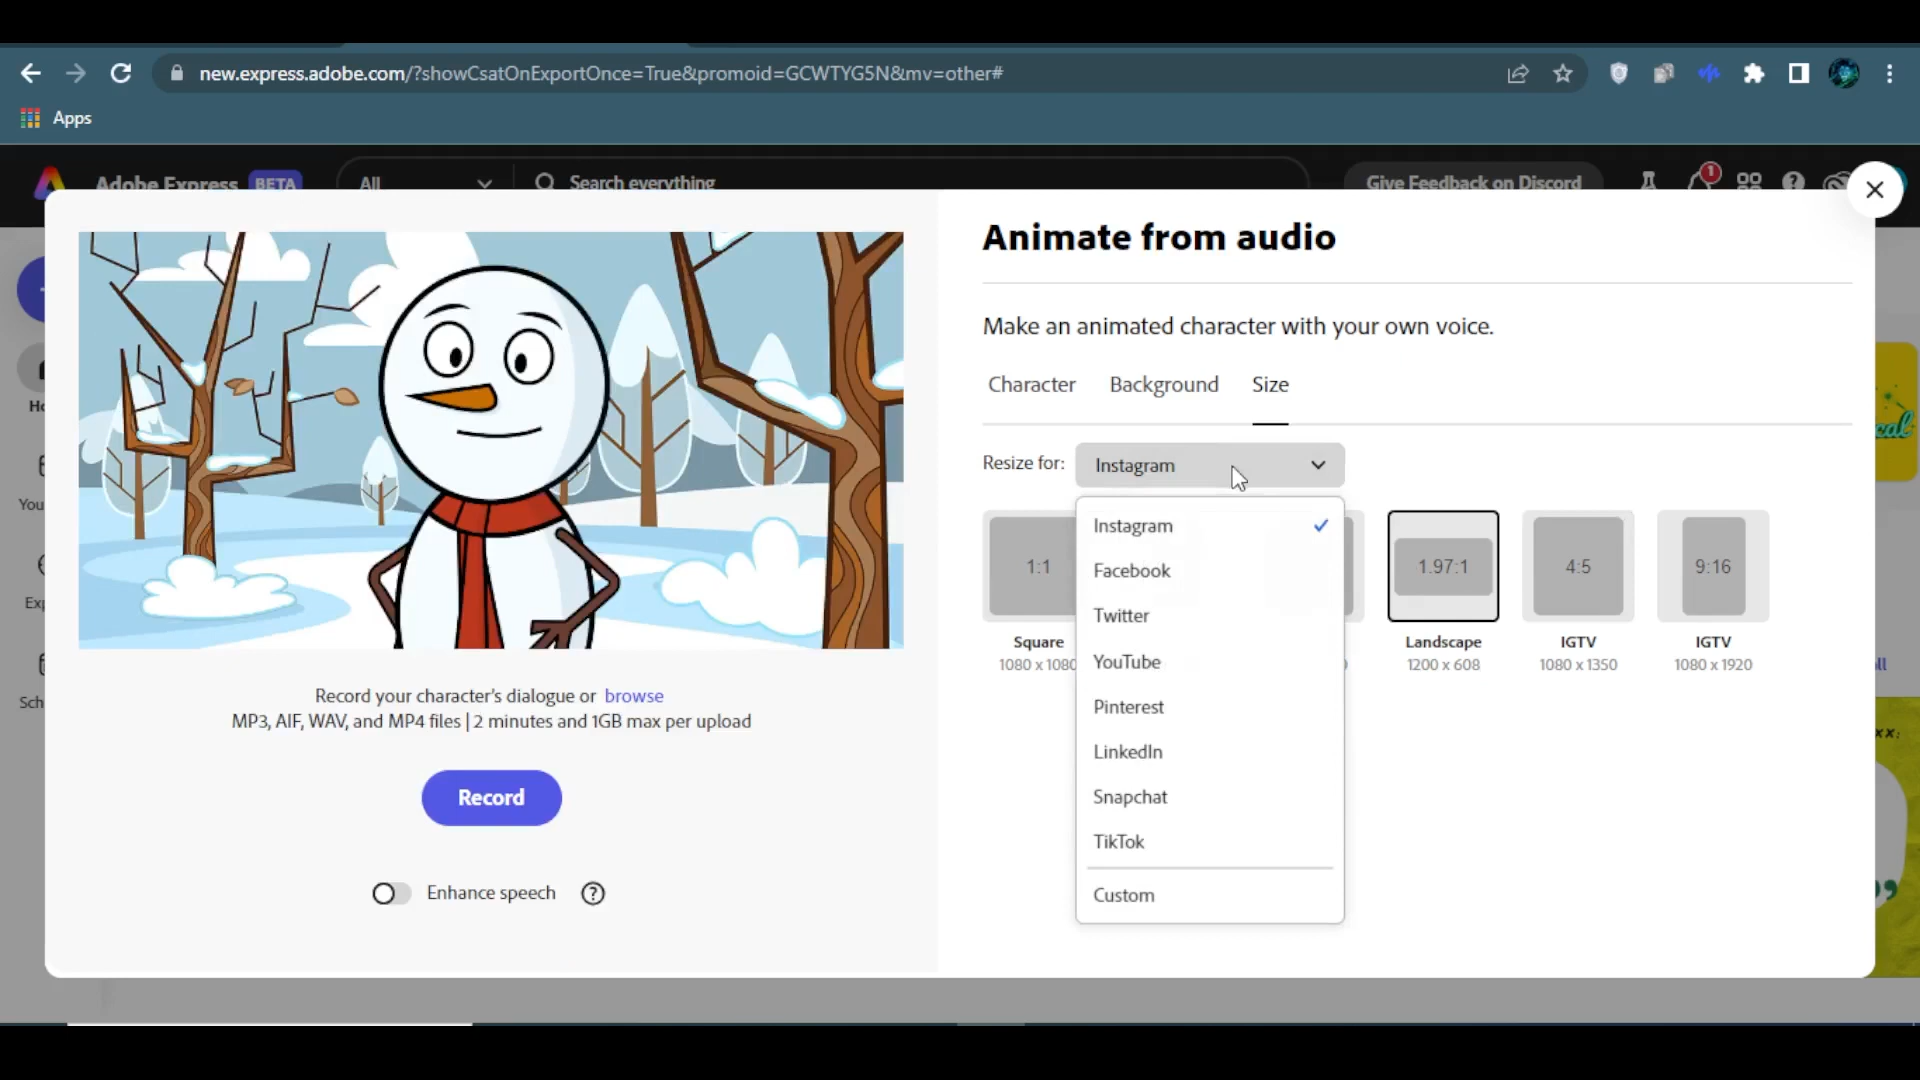 new.express.adobe.com/?showCsatOnExportOnce=True&promoid=GCWTYG5N&mv=other#
Apps
Adobe Express BETA
All
Search everything
Give Feedback on Discord
1
Animate from audio
Make an animated character with your own voice.
Character Background Size
Resize for: Instagram
Instagram
Facebook
Twitter
YouTube
Pinterest
LinkedIn
Snapchat
TikTok
Custom
1:1 1.97:1 4:5 9:16
Square Landscape IGTV IGTV
1080 x 1080 1200 x 608 1080 x 1350 1080 x 1920
Record your character's dialogue or browse
MP3, AIF, WAV, and MP4 files | 2 minutes and 1GB max per upload
Record
Enhance speech ?